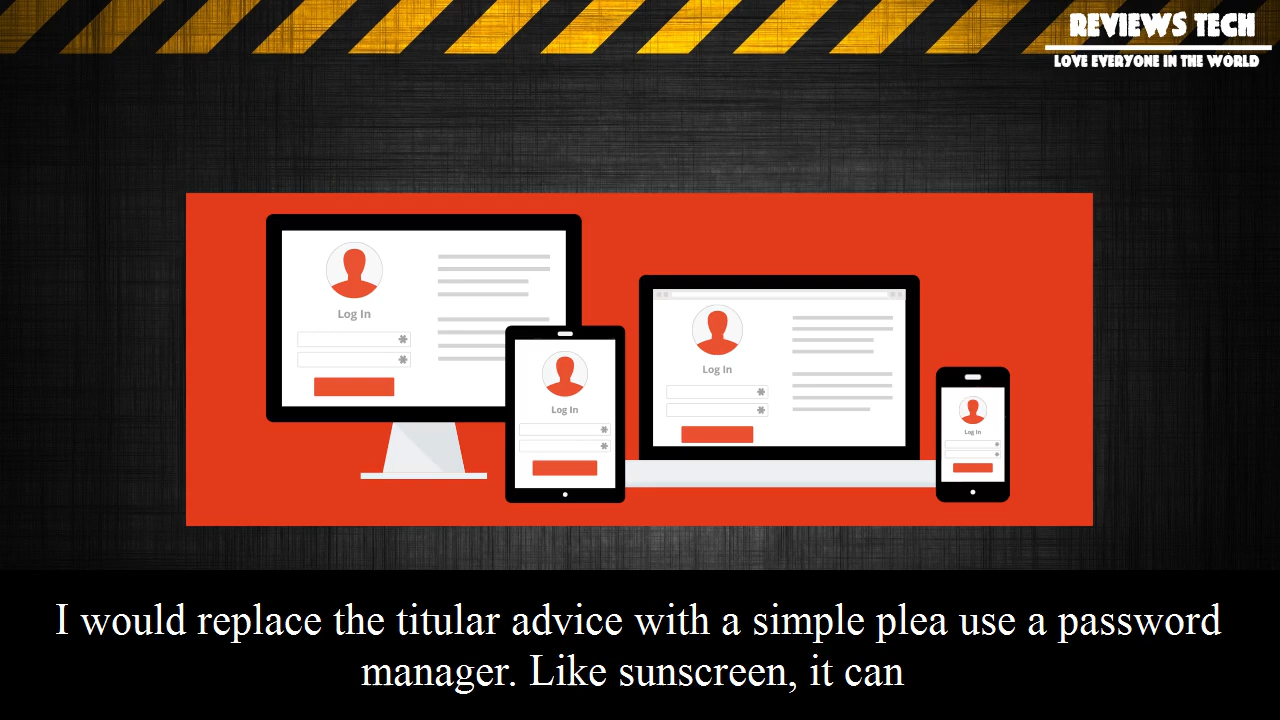 REVIEWS TECH
LOVE EVERYONE IN THE WORLD
Log In
Log In
Log In
Log In
I would replace the titular advice with a simple plea use a password
manager. Like sunscreen, it can